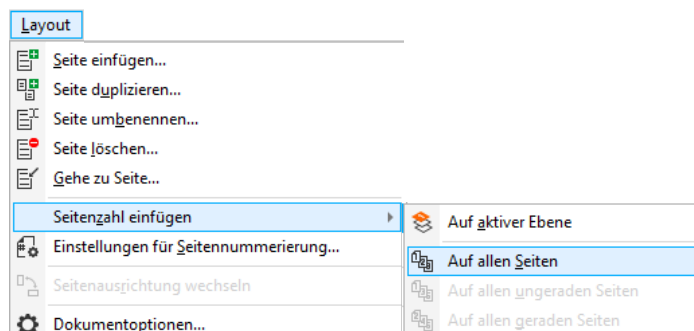 Layout
Seite einfügen...
Seite duplizieren...
Seite umbenennen...
Seite löschen...
Gehe zu Seite...
Seitenzahl einfügen
Auf aktiver Ebene
Auf allen Seiten
Auf allen ungeraden Seiten
Auf allen geraden Seiten
Einstellungen für Seitennummerierung...
Seitenausrichtung wechseln
Dokumentoptionen...